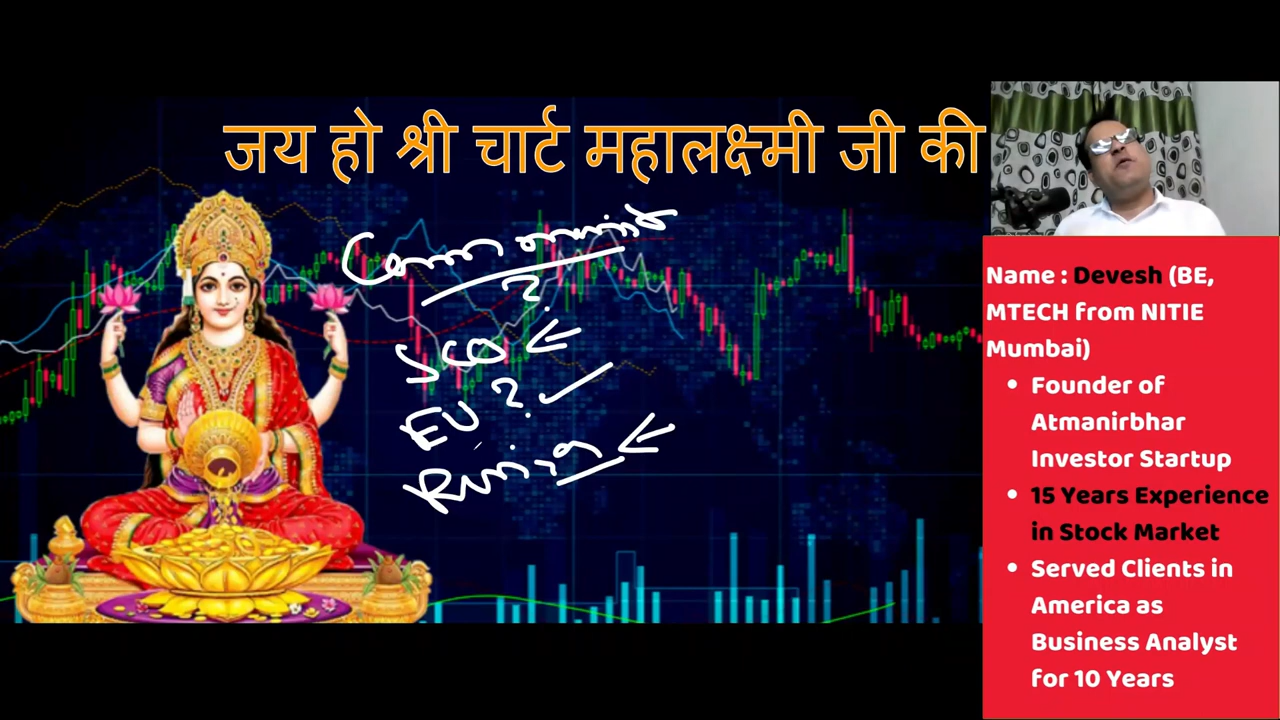 जय हो श्री चार्ट महालक्ष्मी जी की
?
SCO
EU ?
Name : Devesh (BE,
MTECH from NITIE
Mumbai)
• Founder of
Atmanirbhar
Investor Startup
• 15 Years Experience
in Stock Market
• Served Clients in
America as
Business Analyst
for 10 Years